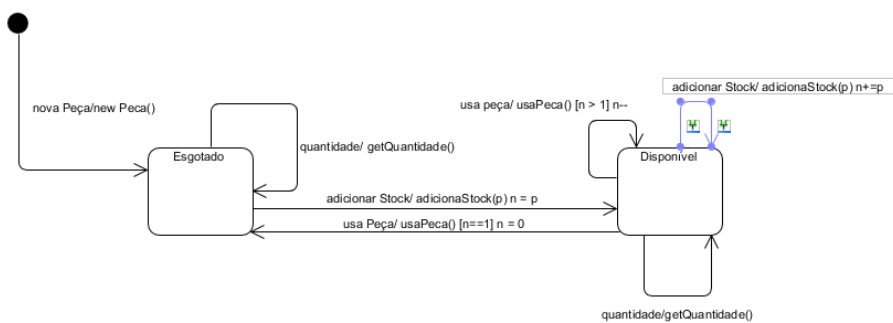 adicionar Stock/ adicionaStock(p) n+=p
nova Peça/new Peca()
usa peça/ usaPeca() [n > 1] n--
Esgotado
quantidade/ getQuantidade()
Disponível
adicionar Stock/ adicionaStock(p) n = p
usa Peça/ usaPeca() [n==1] n = 0
quantidade/getQuantidade()